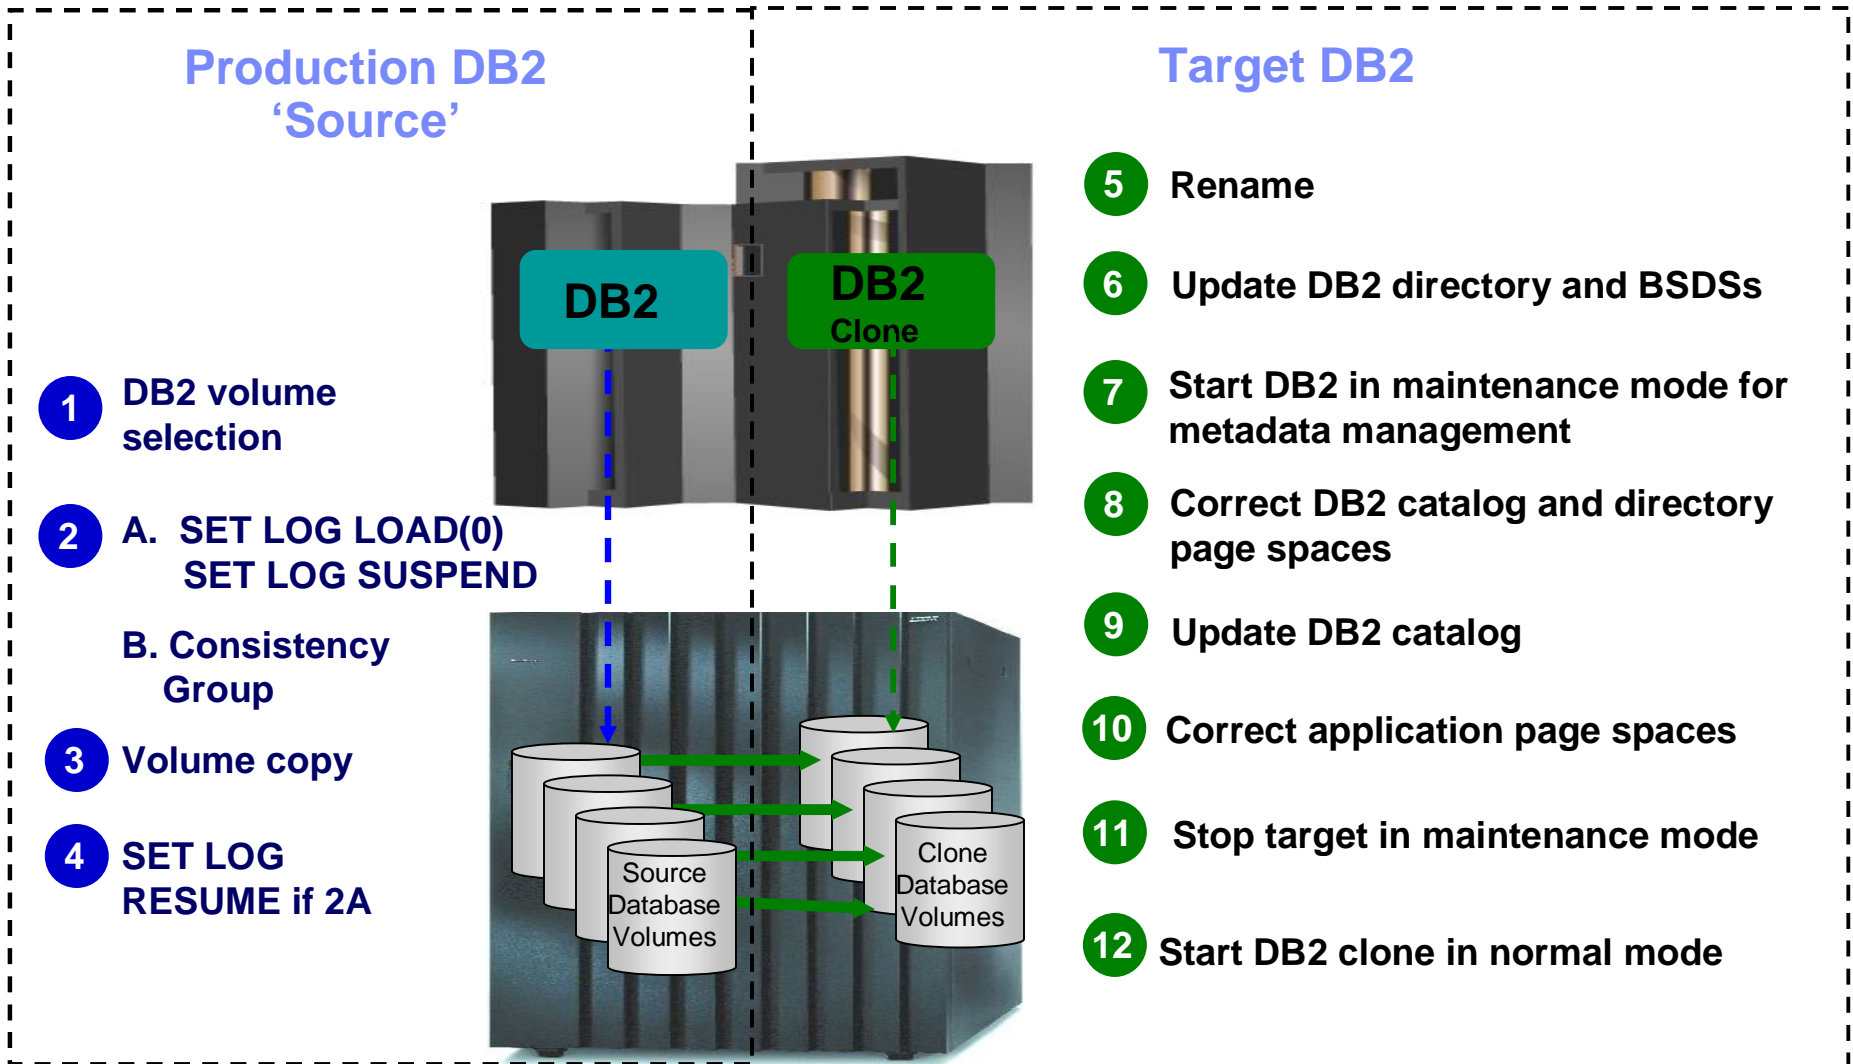 Production DB2
‘Source’
Target DB2
DB2
DB2
Clone
1
DB2 volume
selection
2
A. SET LOG LOAD(0)
SET LOG SUSPEND
B. Consistency
Group
3
Volume copy
4
SET LOG
RESUME if 2A
Source
Database
Volumes
Clone
Database
Volumes
5
Rename
6
Update DB2 directory and BSDSs
7
Start DB2 in maintenance mode for
metadata management
8
Correct DB2 catalog and directory
page spaces
9
Update DB2 catalog
10
Correct application page spaces
11
Stop target in maintenance mode
12
Start DB2 clone in normal mode